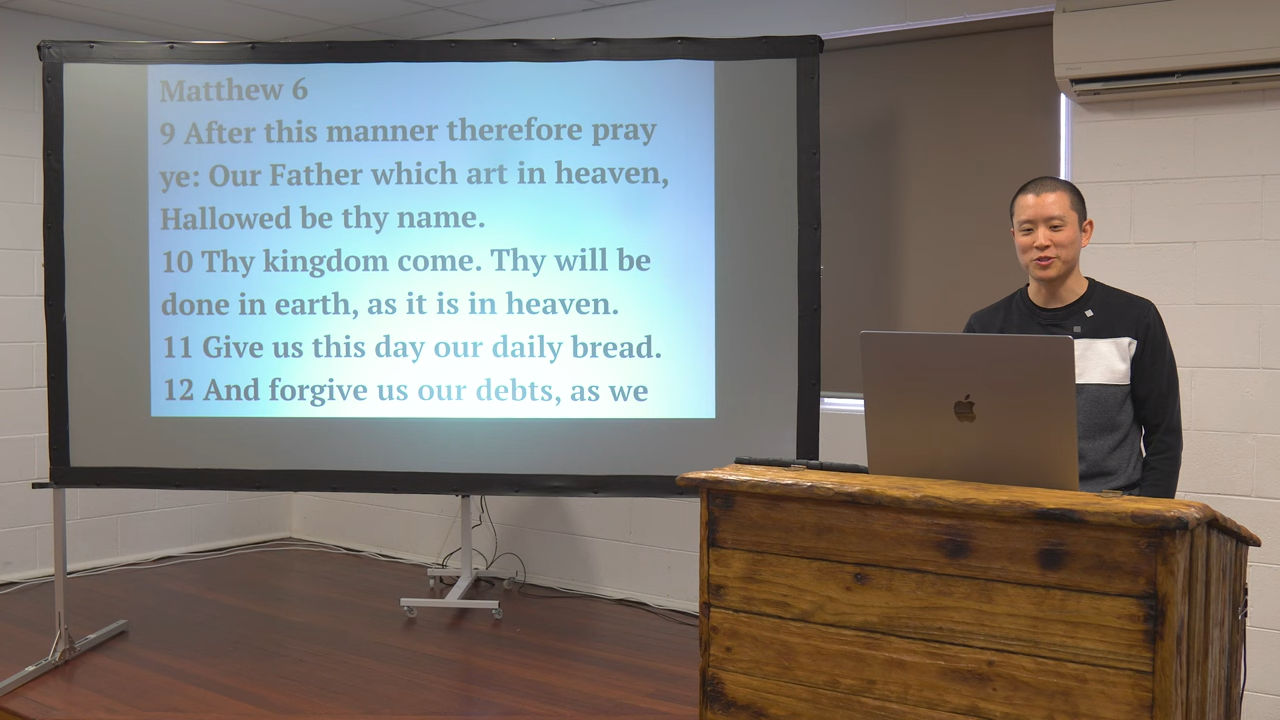 Matthew 6
9 After this manner therefore pray
ye: Our Father which art in heaven,
Hallowed be thy name.
10 Thy kingdom come. Thy will be
done in earth, as it is in heaven.
11 Give us this day our daily bread.
12 And forgive us our debts, as we